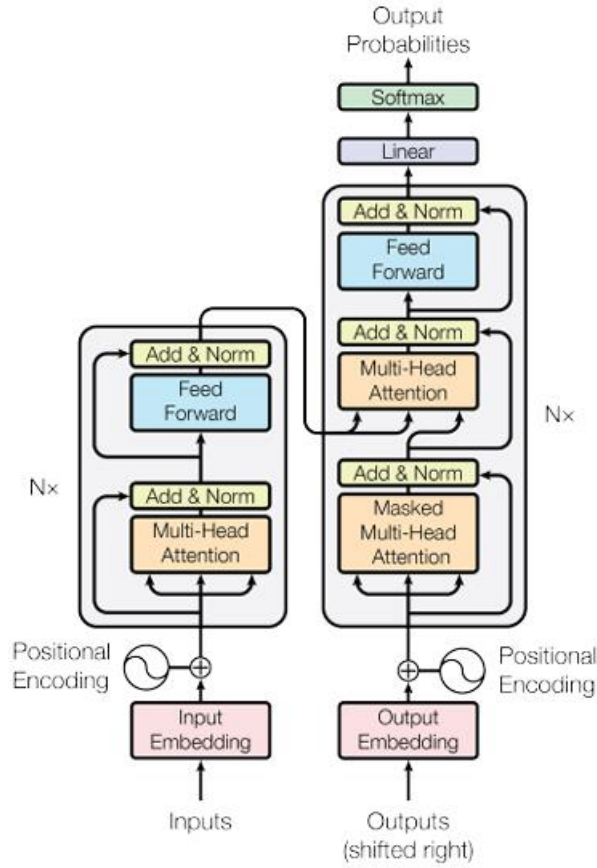 Output
Probabilities
Softmax
Linear
Add & Norm
Feed
Forward
Add & Norm
Multi-Head
Attention
Add & Norm
Masked
Multi-Head
Attention
Nx
Add & Norm
Feed
Forward
Add & Norm
Multi-Head
Attention
Nx
Positional
Encoding
Positional
Encoding
Input
Embedding
Output
Embedding
Inputs
Outputs
(shifted right)